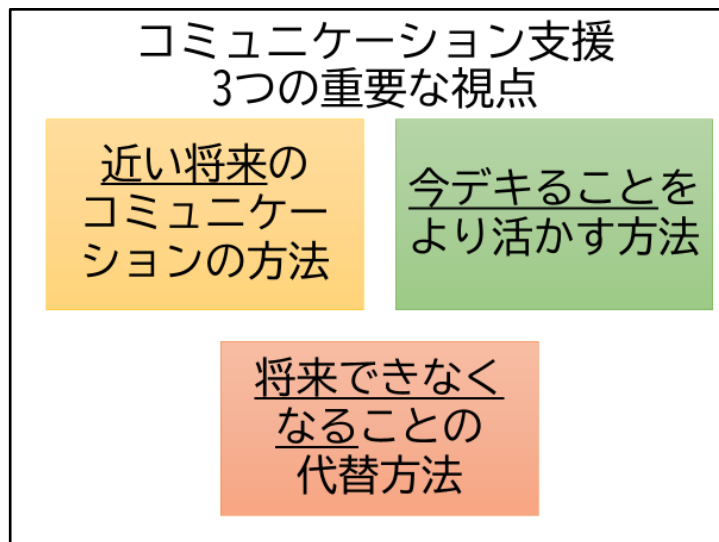 コミュニケーション支援
3つの重要な視点
近い将来の
コミュニケー
ションの方法
今デキることを
より活かす方法
将来できなく
なることの
代替方法